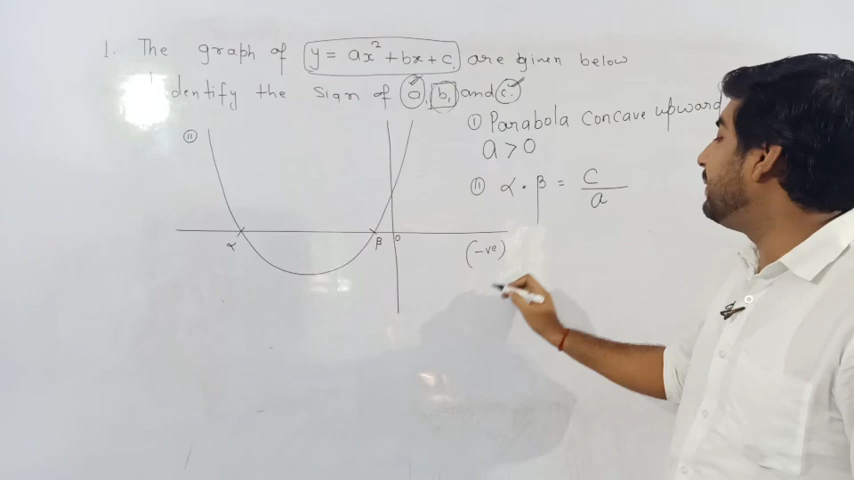 1. The graph of y = ax² + bx + c are given below
identify the sign of a, b, and c.
(i) Parabola concave upward
a > 0
(ii)
(ii) α · β = c/a
α β 0
(-ve)